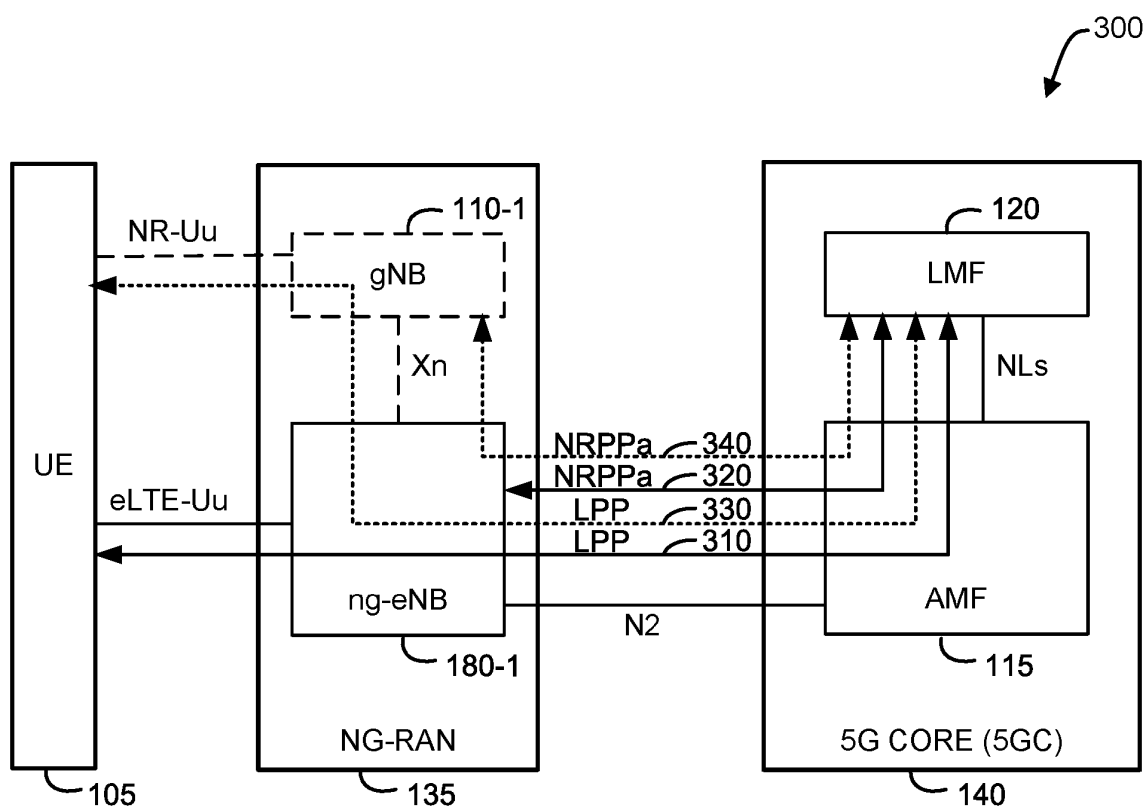 300
110-1
120
NR-Uu
gNB
LMF
Xn
NLs
NRPPa 340
UE
NRPPa 320
eLTE-Uu
LPP 330
LPP 310
ng-eNB
AMF
N2
180-1
115
NG-RAN
5G CORE (5GC)
105
135
140